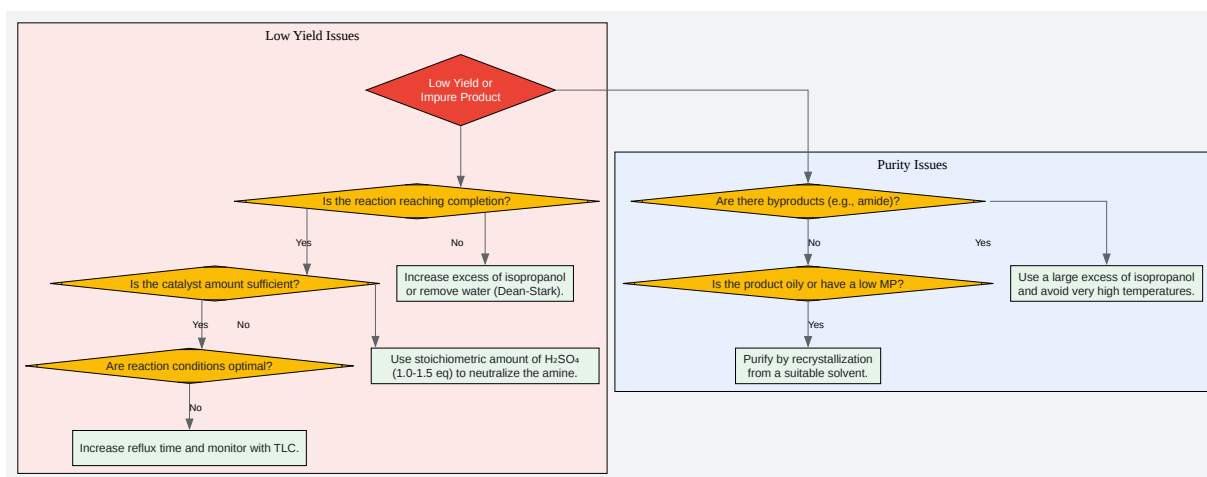 Low Yield Issues
Low Yield or
Impure Product
Purity Issues
Is the reaction reaching completion?
Are there byproducts (e.g., amide)?
Yes
No
No
Yes
Is the catalyst amount sufficient?
Increase excess of isopropanol
or remove water (Dean-Stark).
Is the product oily or have a low MP?
Use a large excess of isopropanol
and avoid very high temperatures.
Yes
No
Yes
Are reaction conditions optimal?
Use stoichiometric amount of H₂SO₄
(1.0-1.5 eq) to neutralize the amine.
Purify by recrystallization
from a suitable solvent.
No
Increase reflux time and monitor with TLC.